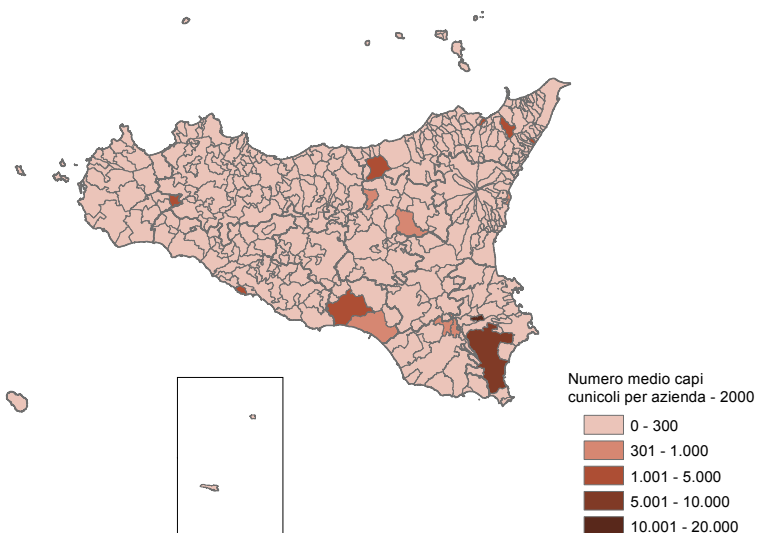 Numero medio capi
cunicoli per azienda - 2000
0 - 300
301 - 1.000
1.001 - 5.000
5.001 - 10.000
10.001 - 20.000